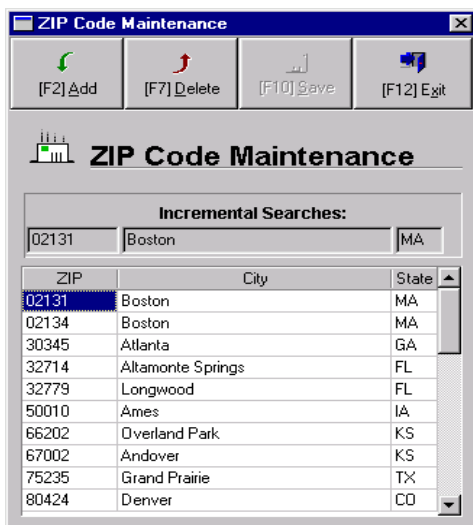 ZIP Code Maintenance
[F2] Add [F7] Delete [F10] Save [F12] Exit
ZIP Code Maintenance
Incremental Searches:
02131 Boston MA
ZIP City State
02131 Boston MA
02134 Boston MA
30345 Atlanta GA
32714 Altamonte Springs FL
32779 Longwood FL
50010 Ames IA
66202 Overland Park KS
67002 Andover KS
75235 Grand Prairie TX
80424 Denver CO